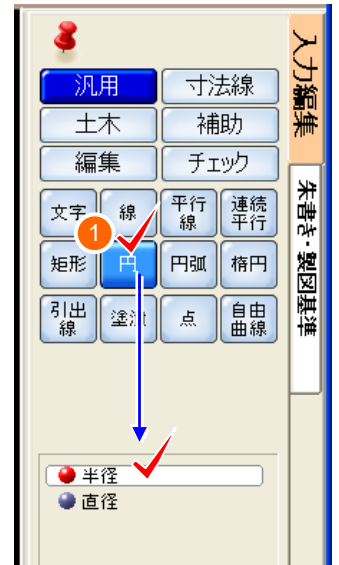 汎用 寸法線
土木 補助
編集 チェック
文字 線 平行線 連続平行
1
矩形 円 円弧 楕円
引出線 塗潰 点 自由曲線
半径
直径
入力編集
朱書き・製図基準